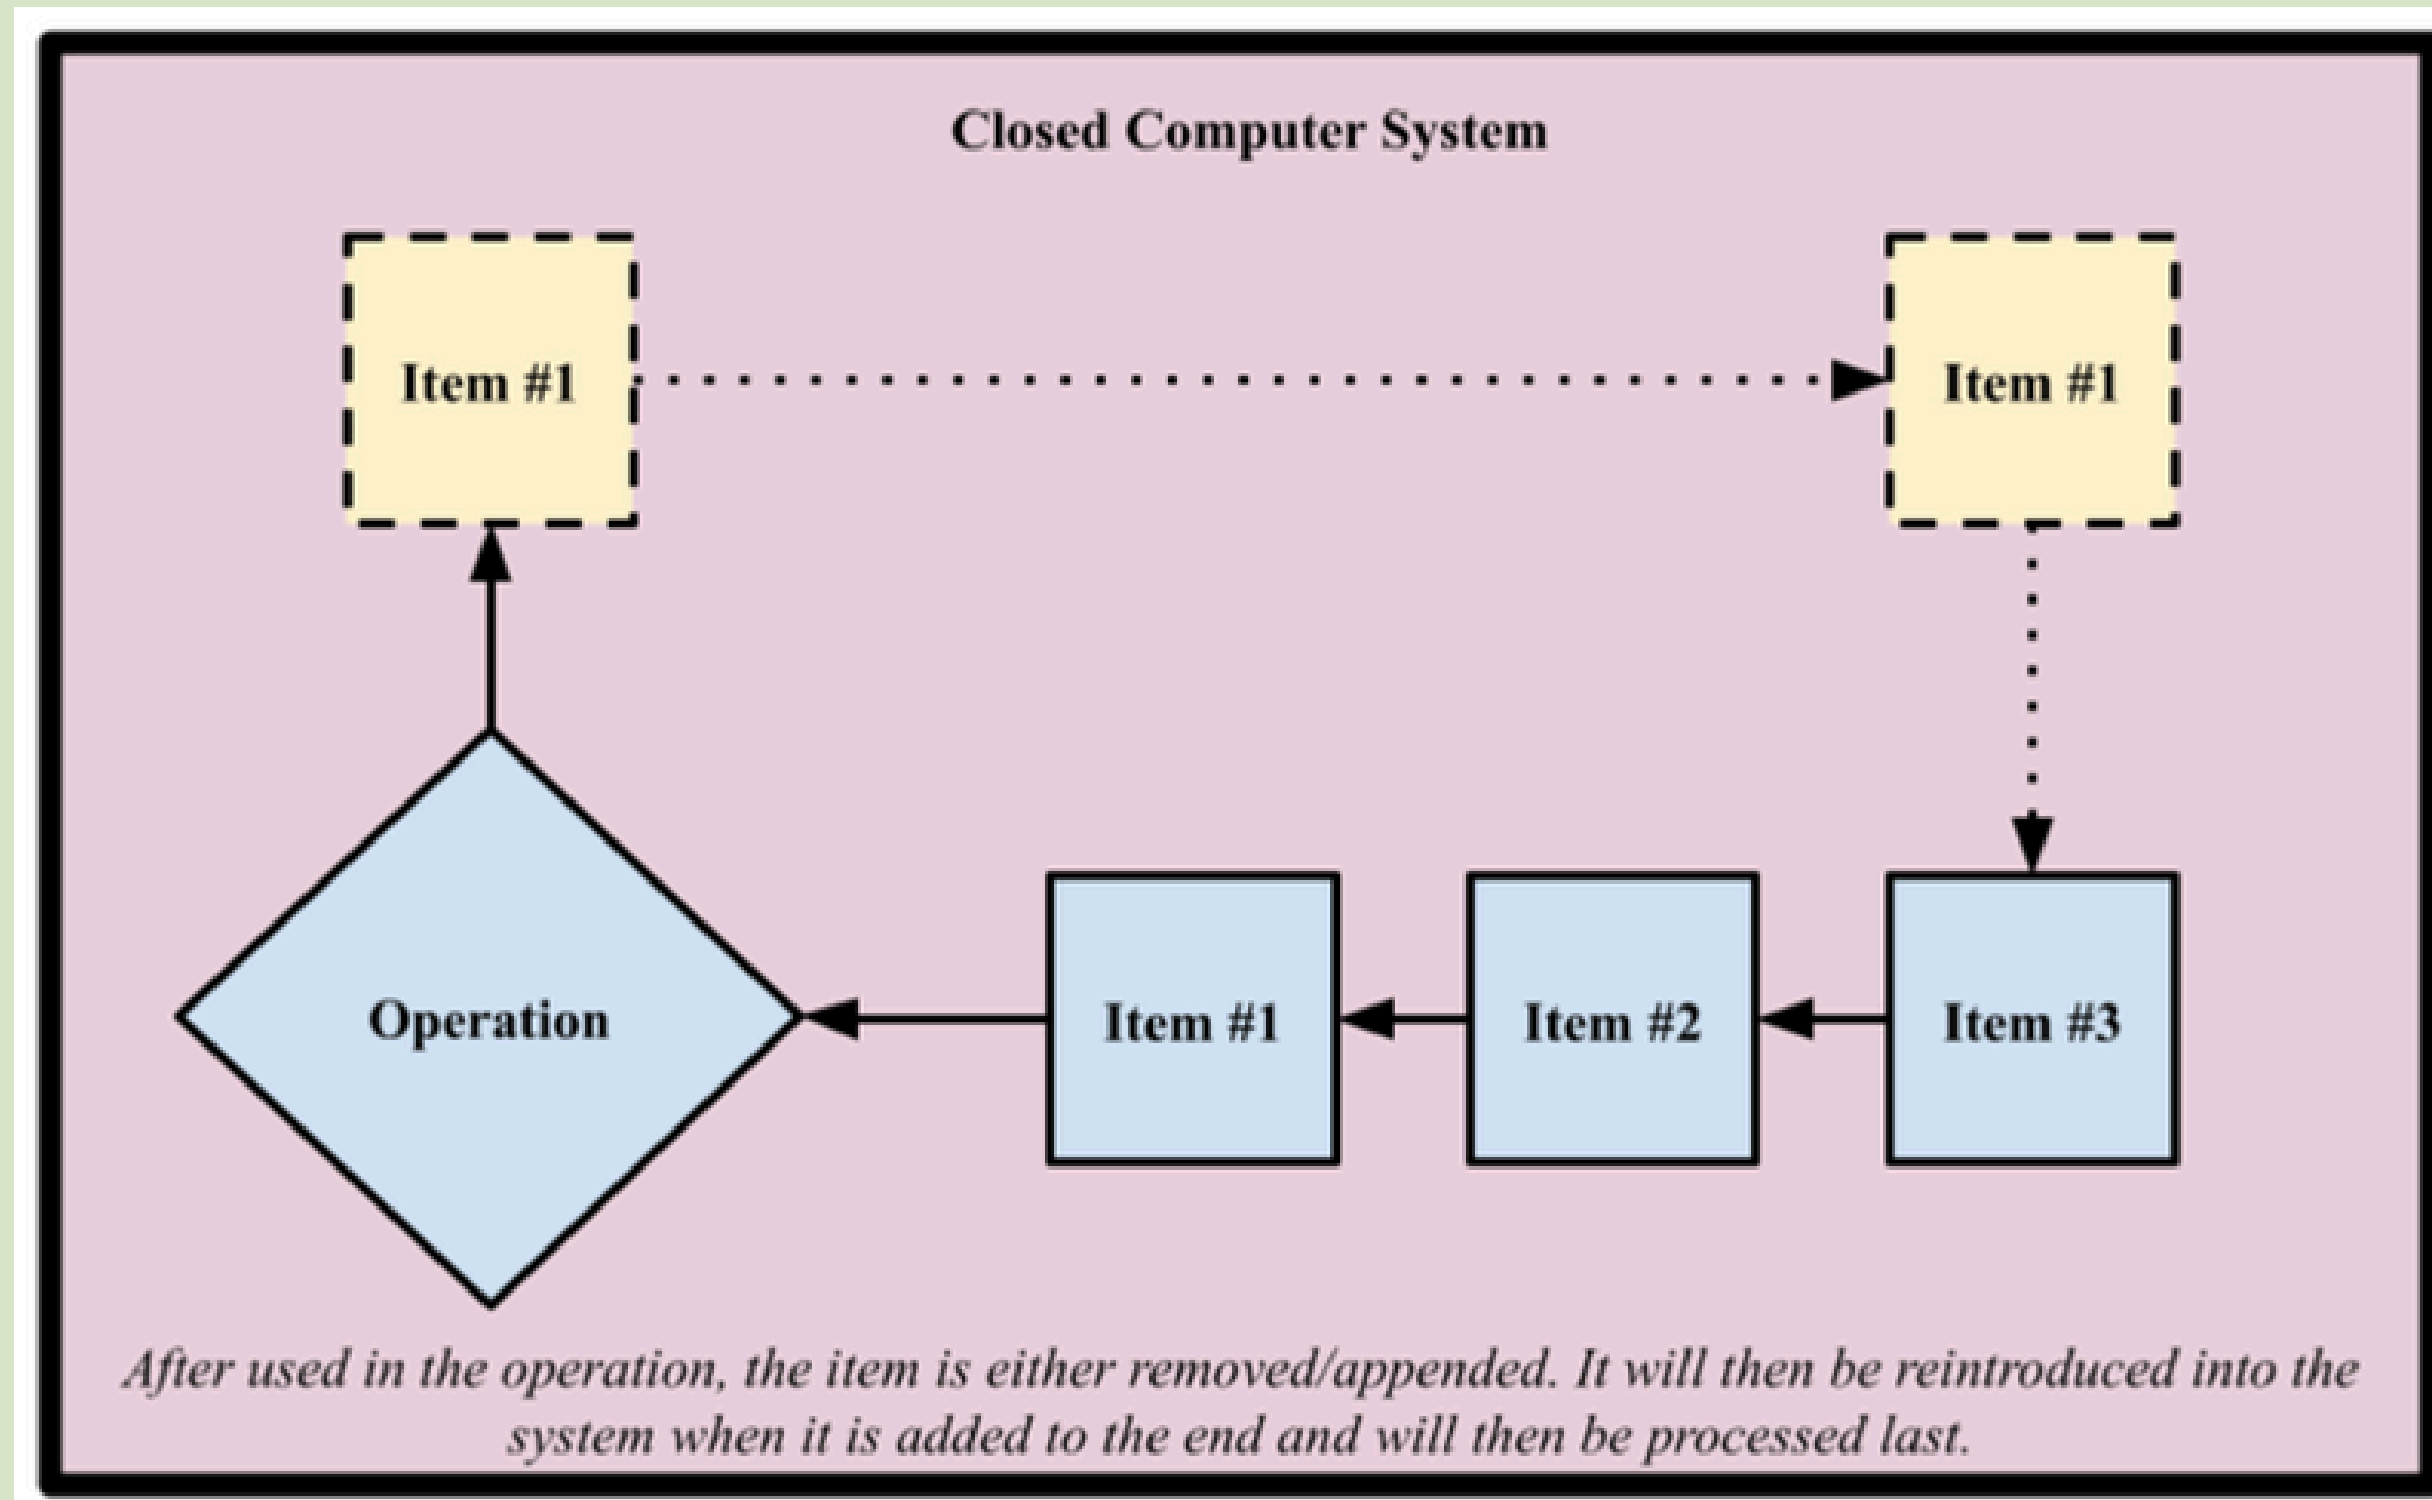 Closed Computer System
Item #1
Item #1
Operation
Item #1
Item #2
Item #3
After used in the operation, the item is either removed/appended. It will then be reintroduced into the
system when it is added to the end and will then be processed last.